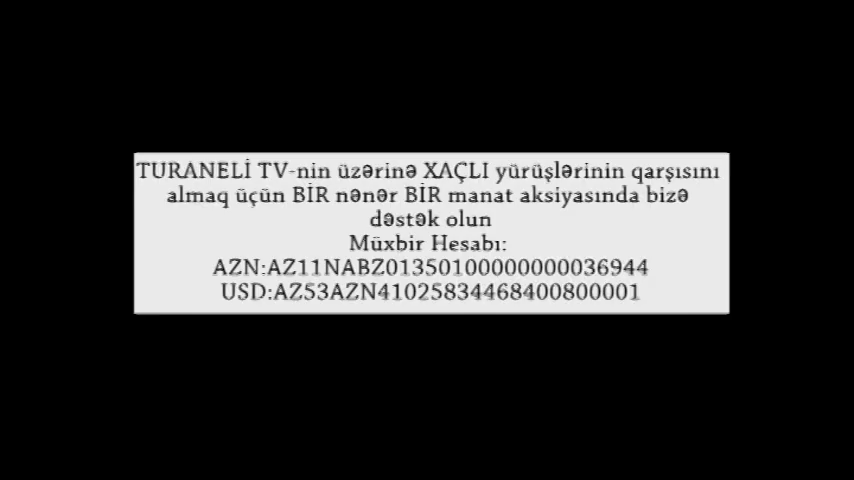 TURANELİ TV-nin üzərinə XAÇLI yürüşlərinin qarşısını
almaq üçün BİR nənər BİR manat aksiyasında bizə
dəstək olun
Müxbir Hesabı:
AZN:AZ11NABZ01350100000000036944
USD:AZ53AZN41025834468400800001